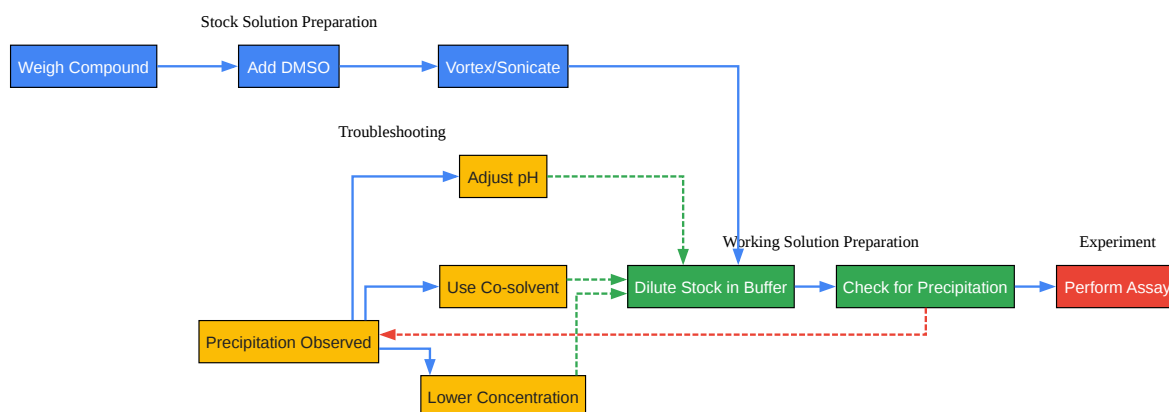 Stock Solution Preparation
Weigh Compound
Add DMSO
Vortex/Sonicate
Troubleshooting
Adjust pH
Working Solution Preparation
Experiment
Use Co-solvent
Dilute Stock in Buffer
Check for Precipitation
Perform Assay
Precipitation Observed
Lower Concentration